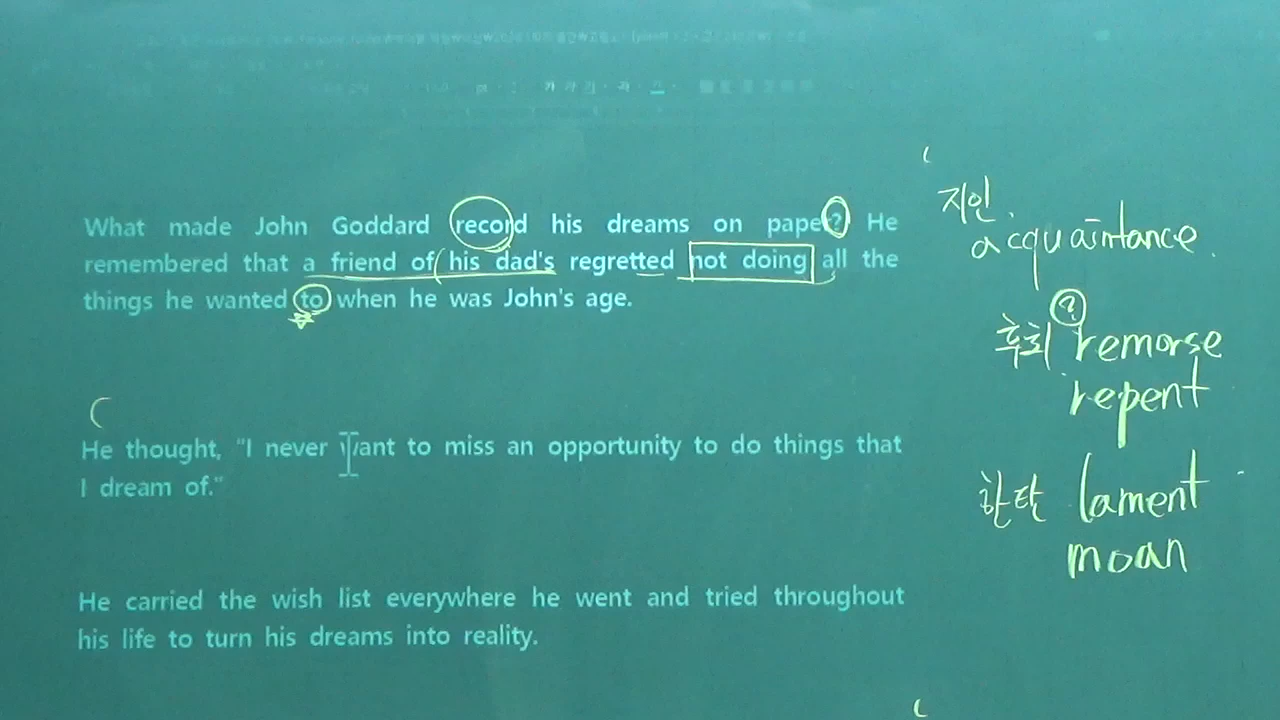 What made John Goddard record his dreams on paper? He
remembered that a friend of his dad's regretted not doing all the
things he wanted to when he was John's age.
He thought, "I never want to miss an opportunity to do things that
I dream of."
He carried the wish list everywhere he went and tried throughout
his life to turn his dreams into reality.
지인
acquaintance.
?
후회 remorse
repent
한탄 lament
moan